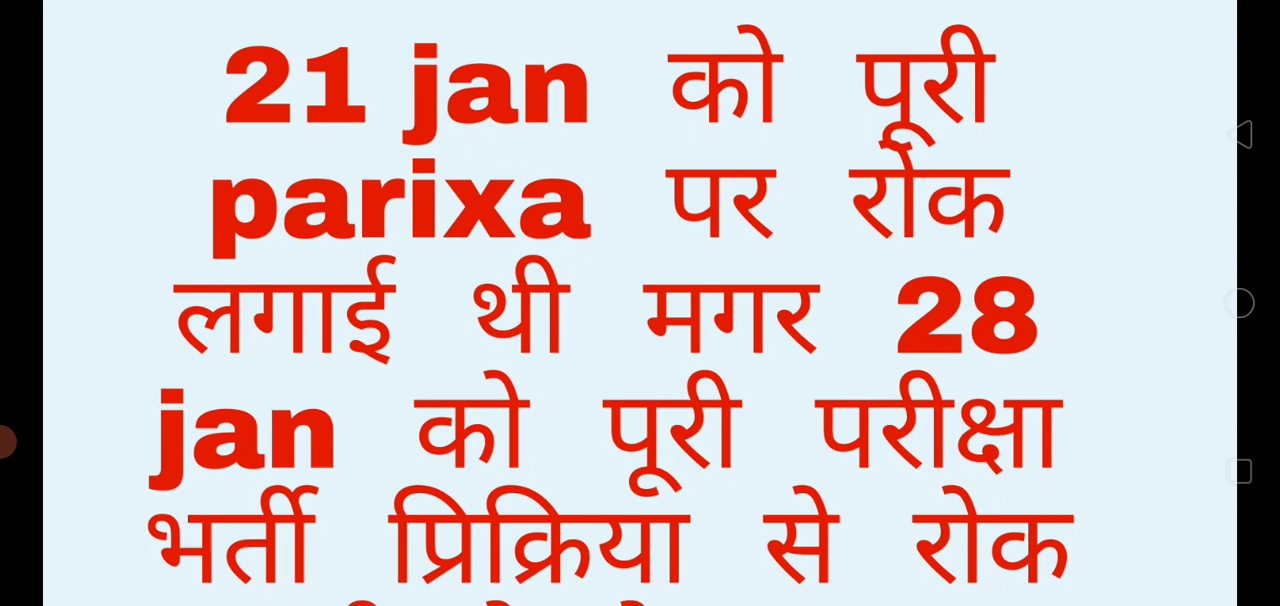 21 jan को पूरी
parixa पर रोक
लगाई थी मगर 28
jan को पूरी परीक्षा
भर्ती प्रिक्रिया से रोक